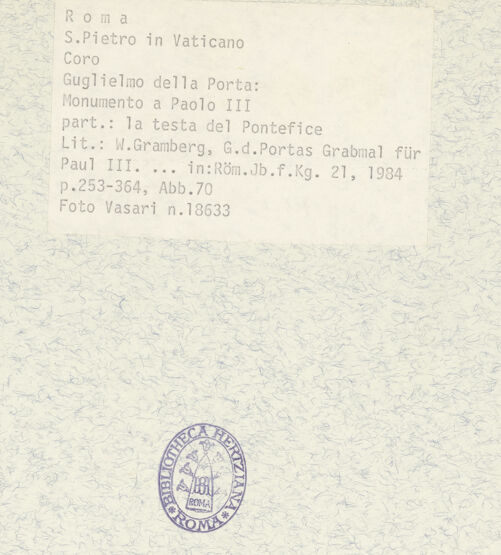 R o m a
S.Pietro in Vaticano
Coro
Guglielmo della Porta:
Monumento a Paolo III
part.: la testa del Pontefice
Lit.: W.Gramberg, G.d.Portas Grabmal für
Paul III. ... in:Röm.Jb.f.Kg. 21, 1984
p.253-364, Abb.70
Foto Vasari n.18633
BIBLIOTHECA HERTZIANA
BH
ROMA
* ROMA *